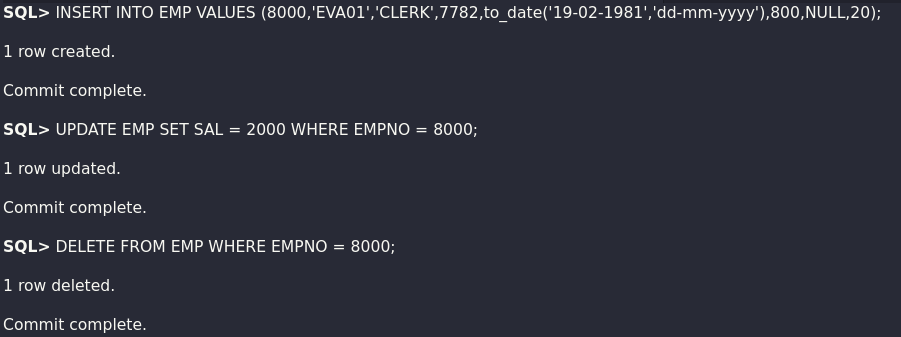 SQL> INSERT INTO EMP VALUES (8000,'EVA01','CLERK',7782,to_date('19-02-1981','dd-mm-yyyy'),800,NULL,20);
1 row created.
Commit complete.
SQL> UPDATE EMP SET SAL = 2000 WHERE EMPNO = 8000;
1 row updated.
Commit complete.
SQL> DELETE FROM EMP WHERE EMPNO = 8000;
1 row deleted.
Commit complete.